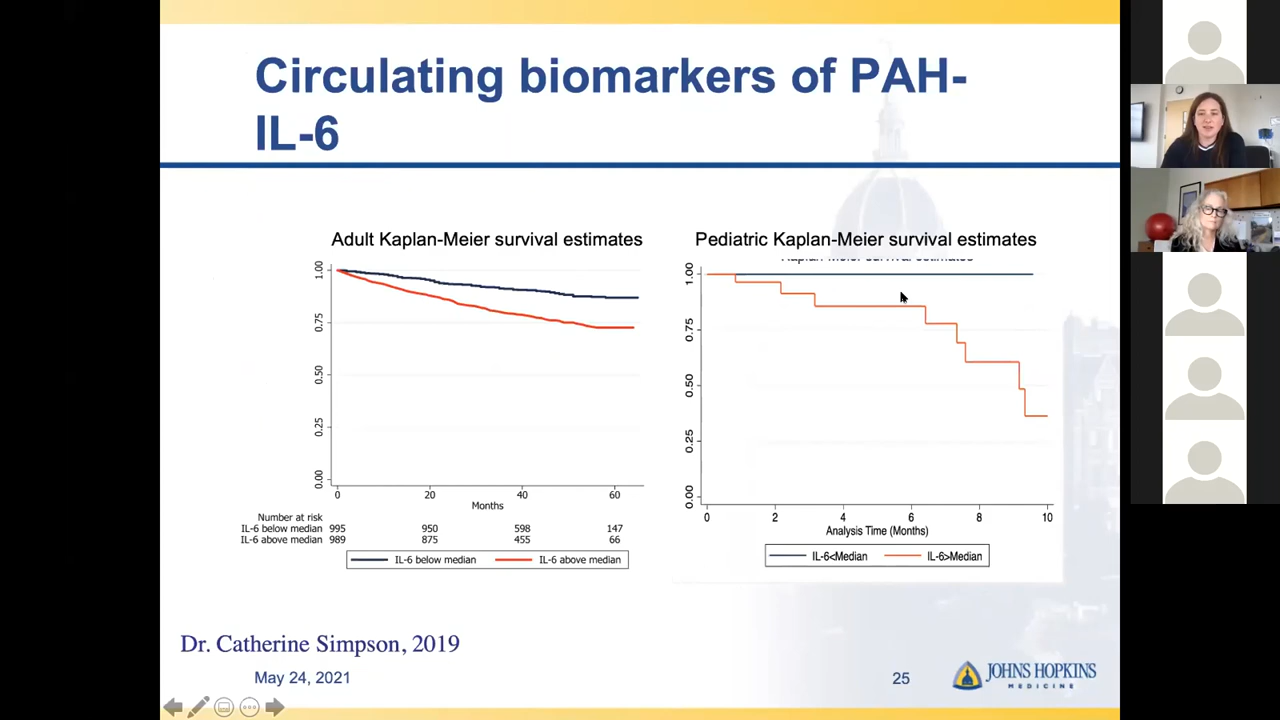 Circulating biomarkers of PAH-
IL-6
Adult Kaplan-Meier survival estimates
1.00
0.75
0.50
0.25
0.00
0 20 40 60
Months
Number at risk
IL-6 below median 995 950 598 147
IL-6 above median 989 875 455 66
IL-6 below median IL-6 above median
Pediatric Kaplan-Meier survival estimates
Kaplan-Meier survival estimates
1.00
0.75
0.50
0.25
0.00
0 2 4 6 8 10
Analysis Time (Months)
IL-6<Median IL-6>Median
Dr. Catherine Simpson, 2019
May 24, 2021
25
JOHNS HOPKINS
MEDICINE